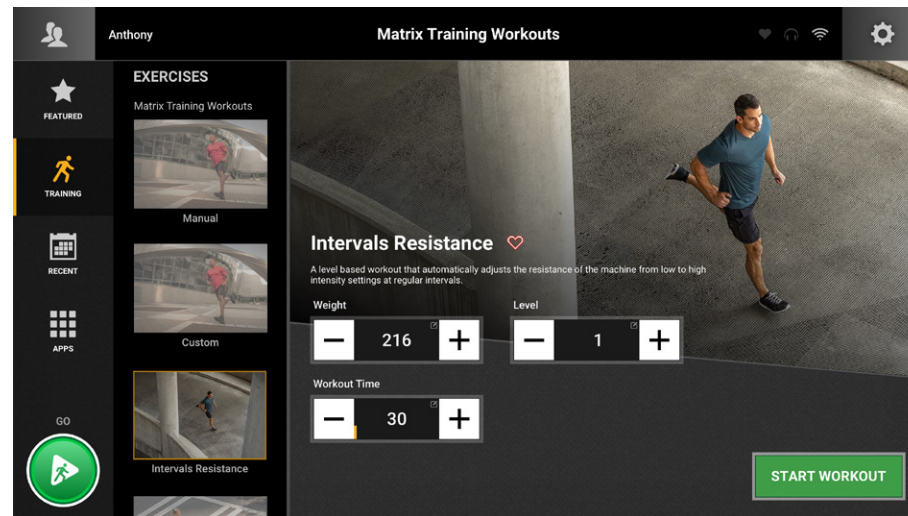 Anthony
Matrix Training Workouts
FEATURED
TRAINING
RECENT
APPS
GO
EXERCISES
Matrix Training Workouts
Manual
Custom
Intervals Resistance
Intervals Resistance
A level based workout that automatically adjusts the resistance of the machine from low to high
intensity settings at regular intervals.
Weight
Level
216
1
Workout Time
30
START WORKOUT